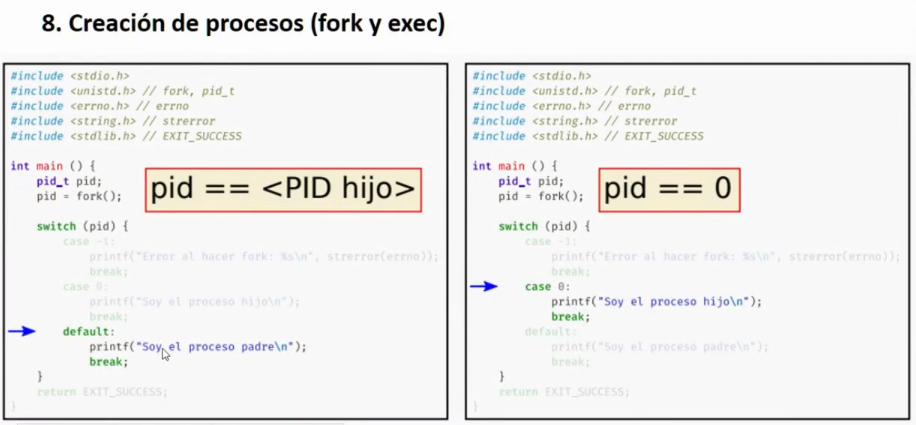 8. Creación de procesos (fork y exec)
#include <stdio.h>
#include <unistd.h> // fork, pid_t
#include <errno.h> // errno
#include <string.h> // strerror
#include <stdlib.h> // EXIT_SUCCESS
int main () {
pid_t pid;
pid = fork();
pid == <PID hijo>
switch (pid) {
case -1:
printf("Error al hacer fork: %s\n", strerror(errno));
break;
case 0:
printf("Soy el proceso hijo\n");
break;
default:
printf("Soy el proceso padre\n");
break;
}
return EXIT_SUCCESS;
}
#include <stdio.h>
#include <unistd.h> // fork, pid_t
#include <errno.h> // errno
#include <string.h> // strerror
#include <stdlib.h> // EXIT_SUCCESS
int main () {
pid_t pid;
pid = fork();
pid == 0
switch (pid) {
case -1:
printf("Error al hacer fork: %s\n", strerror(errno));
break;
case 0:
printf("Soy el proceso hijo\n");
break;
default:
printf("Soy el proceso padre\n");
break;
}
return EXIT_SUCCESS;
}